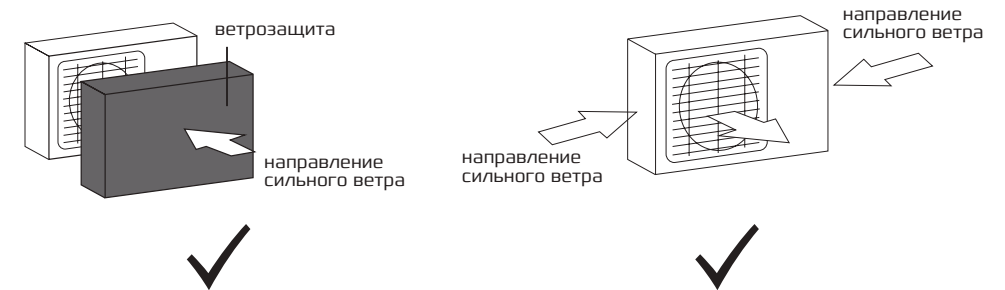 ветрозащита
направление
сильного ветра
направление
сильного ветра
направление
сильного ветра